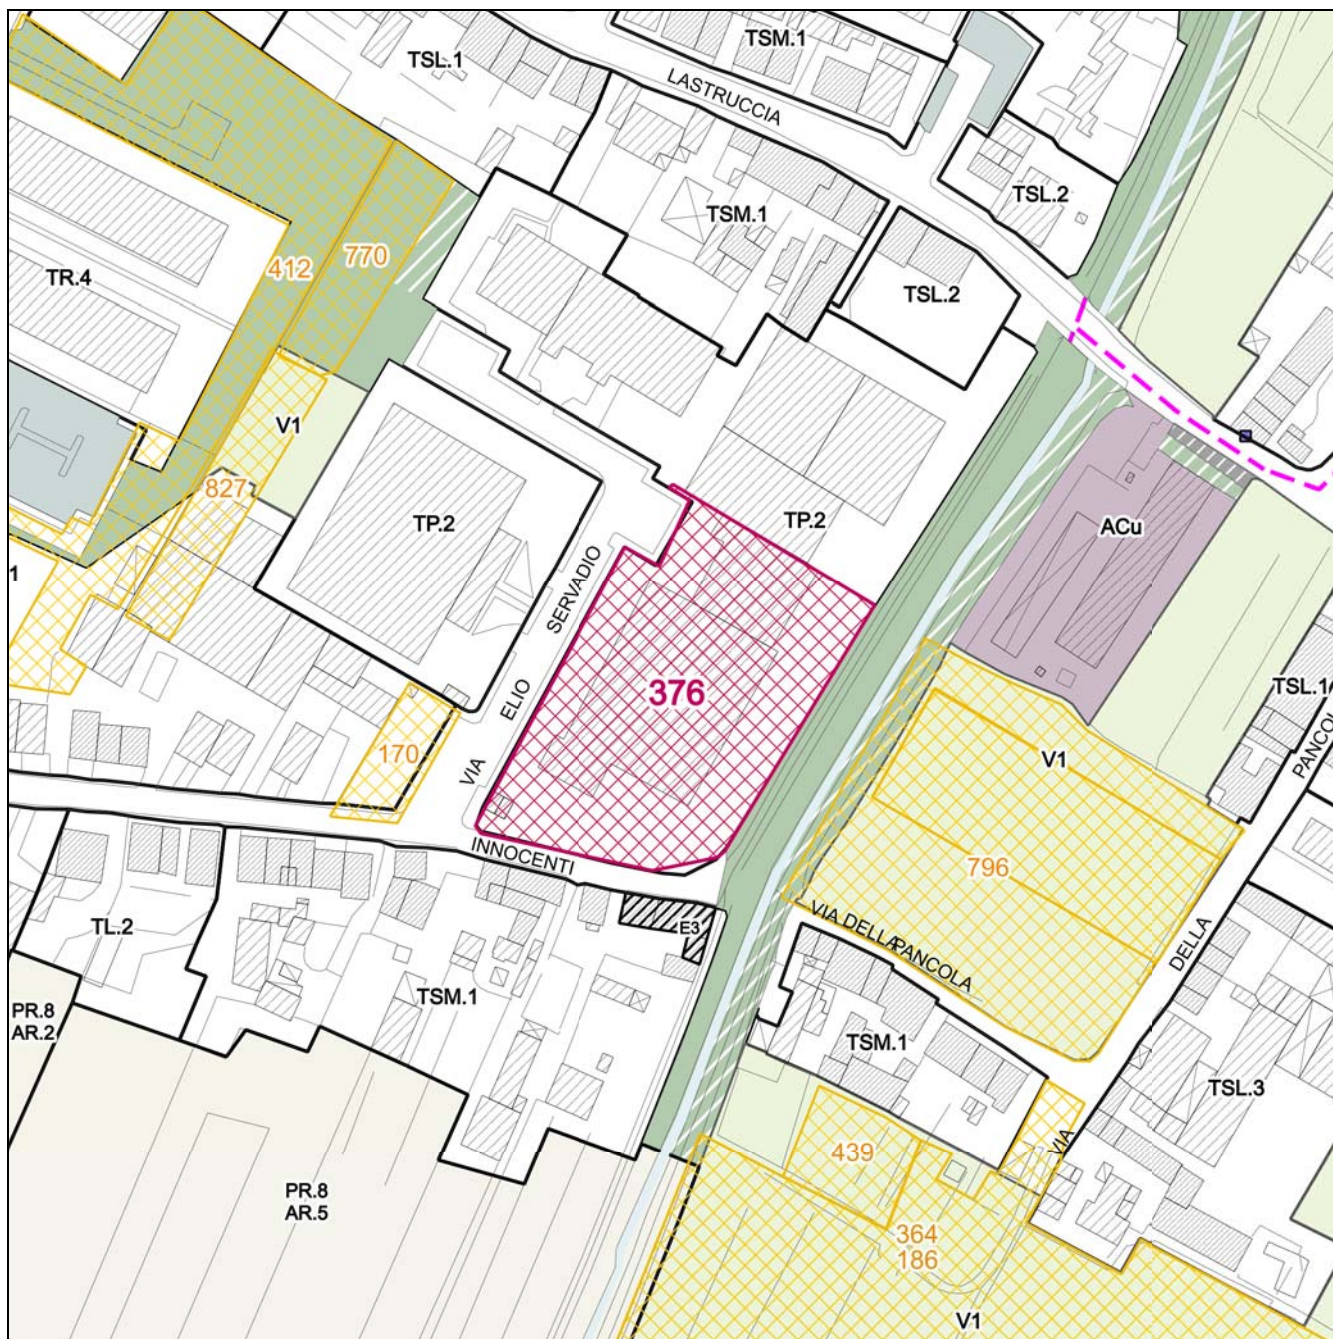 TSL.1
TSM.1
LASTRUCCIA
TSL.2
TSM.1
TSL.2
412
770
TR.4
V1
827
TP.2
TP.2
ACu
1
SERVADIO
ELIO
VIA
376
170
TSL.1
PANCOL
V1
INNOCENTI
796
VIA DELLA PANCOLA
DELLA
E3
TL.2
TSM.1
PR.8
AR.2
TSM.1
TSL.3
VIA
439
PR.8
AR.5
364
186
V1